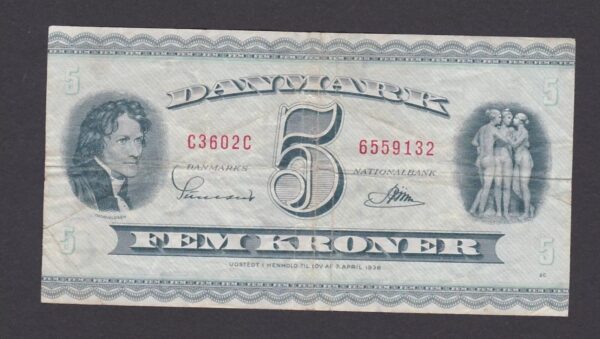 5 5
DANMARK
C3602C 5 6559132
DANMARKS NATIONALBANK
THORVALDSEN
5 FEM KRONER 5
UDSTEDT I HENHOLD TIL LOV AF 7. APRIL 1936